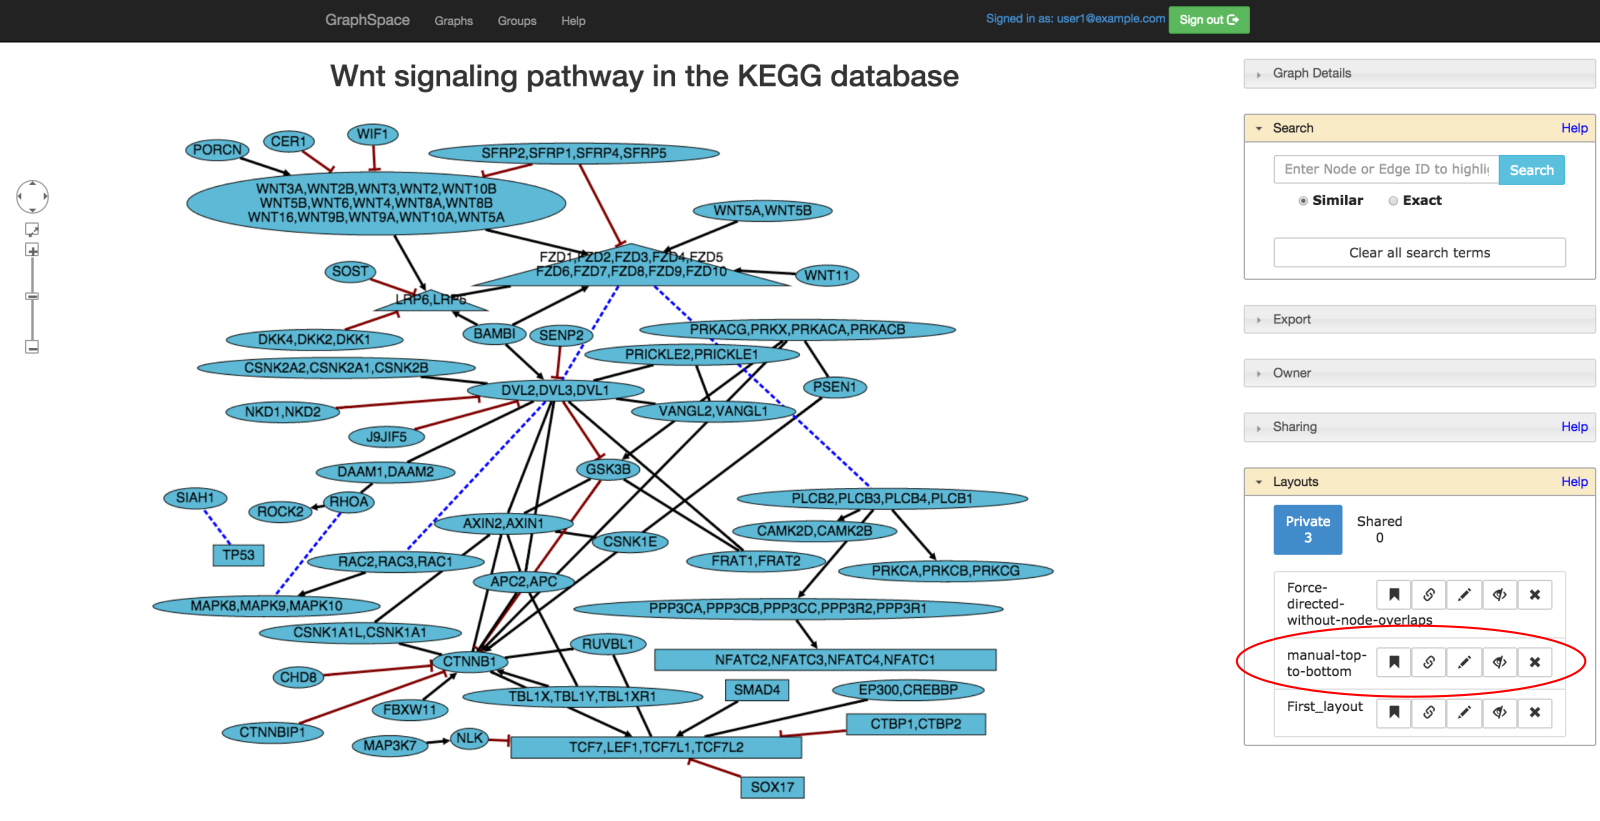 GraphSpace Graphs Groups Help Signed in as: user1@example.com Sign out
Wnt signaling pathway in the KEGG database
PORCN
CER1
WIF1
SFRP2,SFRP1,SFRP4,SFRP5
WNT3A,WNT2B,WNT3,WNT2,WNT10B
WNT5B,WNT6,WNT4,WNT8A,WNT8B
WNT16,WNT9B,WNT9A,WNT10A,WNT5A
WNT5A,WNT5B
FZD1,FZD2,FZD3,FZD4,FZD5
FZD6,FZD7,FZD8,FZD9,FZD10
WNT11
SOST
LRP6,LRP5
DKK4,DKK2,DKK1
BAMBI
SENP2
PRKACG,PRKX,PRKACA,PRKACB
PRICKLE2,PRICKLE1
CSNK2A2,CSNK2A1,CSNK2B
DVL2,DVL3,DVL1
PSEN1
NKD1,NKD2
VANGL2,VANGL1
J9JIF5
DAAM1,DAAM2
GSK3B
SIAH1
ROCK2
RHOA
PLCB2,PLCB3,PLCB4,PLCB1
AXIN2,AXIN1
CAMK2D,CAMK2B
CSNK1E
TP53
RAC2,RAC3,RAC1
FRAT1,FRAT2
PRKCA,PRKCB,PRKCG
APC2,APC
MAPK8,MAPK9,MAPK10
PPP3CA,PPP3CB,PPP3CC,PPP3R2,PPP3R1
CSNK1A1L,CSNK1A1
RUVBL1
CTNNB1
NFATC2,NFATC3,NFATC4,NFATC1
CHD8
SMAD4
EP300,CREBBP
TBL1X,TBL1Y,TBL1XR1
FBXW11
CTBP1,CTBP2
CTNNBIP1
MAP3K7
NLK
TCF7,LEF1,TCF7L1,TCF7L2
SOX17
Graph Details
Search Help
Enter Node or Edge ID to highli Search
Similar Exact
Clear all search terms
Export
Owner
Sharing Help
Layouts Help
Private Shared
3 0
Force-
directed-
without-node-overlaps
manual-top-
to-bottom
First_layout